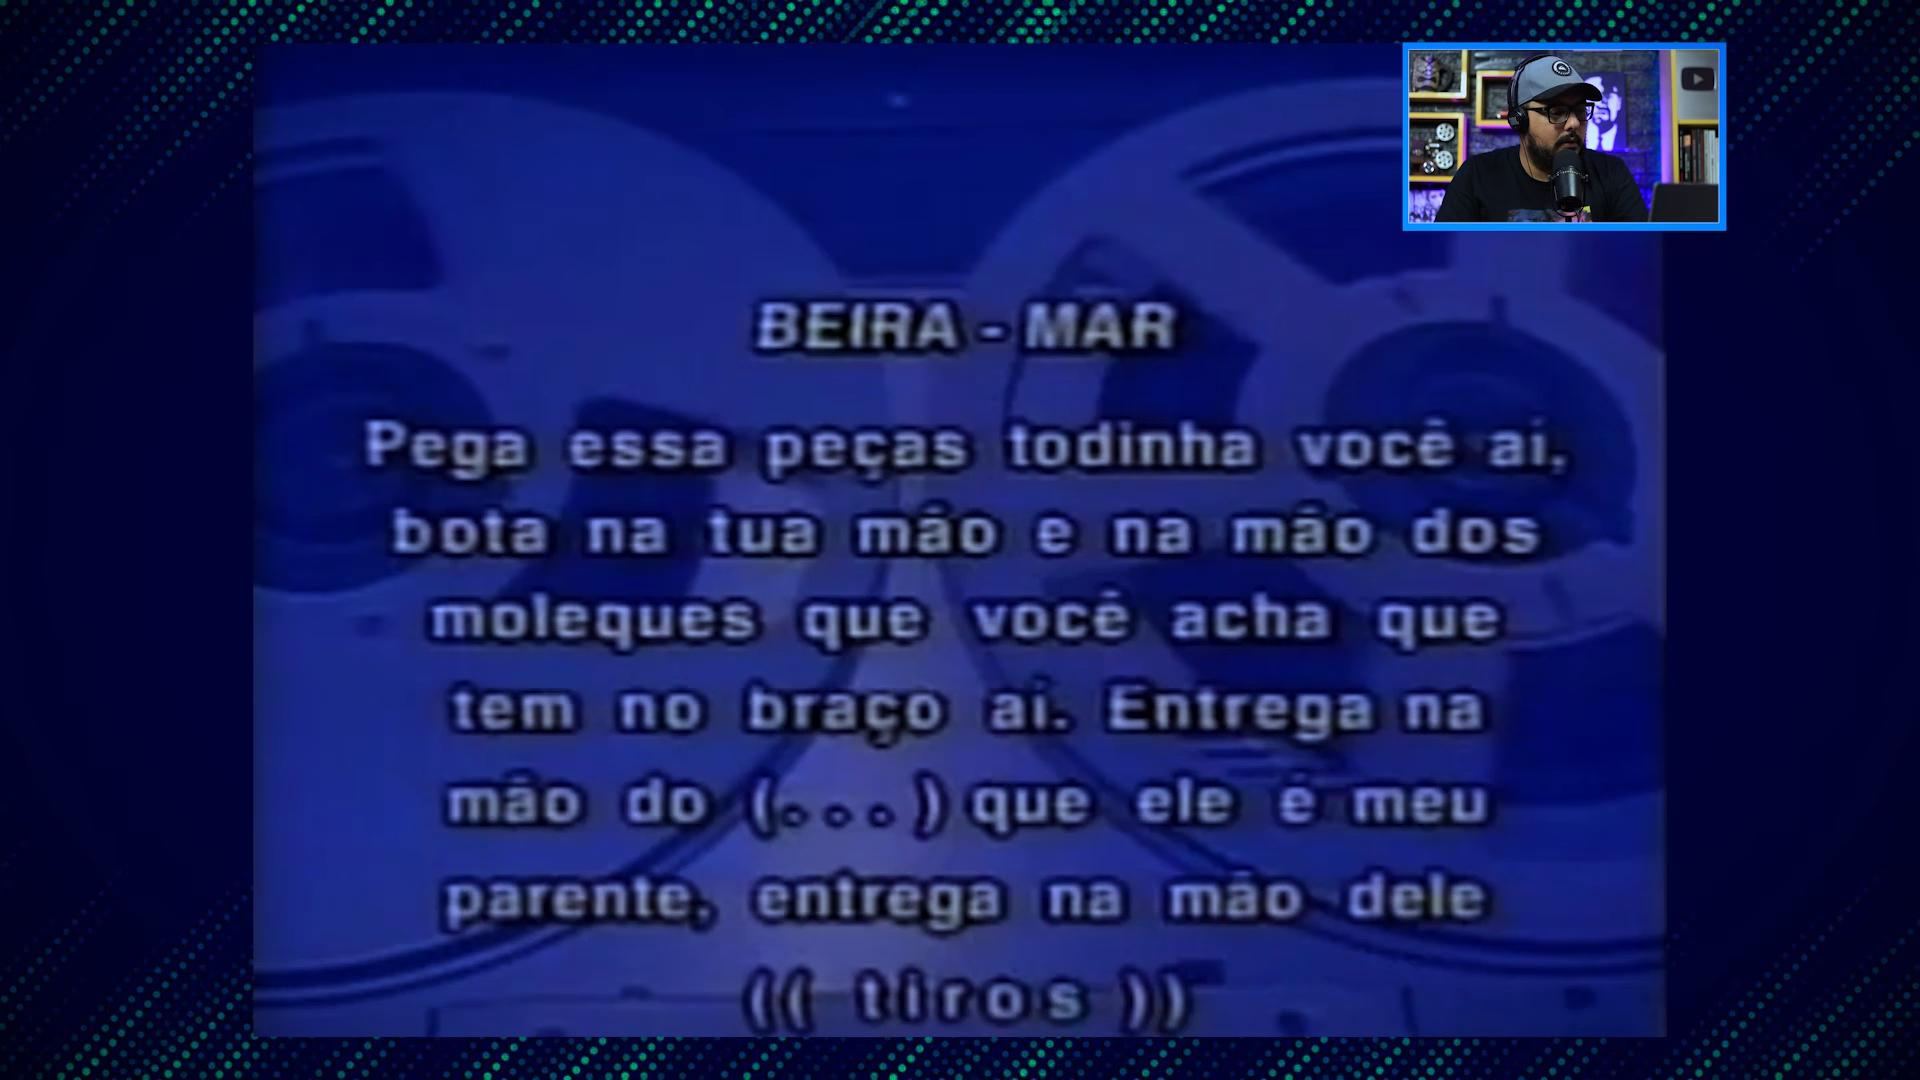 BEIRA - MAR
Pega essa peças todinha você ai,
bota na tua mão e na mão dos
moleques que você acha que
tem no braço ai. Entrega na
mão do (...) que ele é meu
parente, entrega na mão dele
(( tiros ))